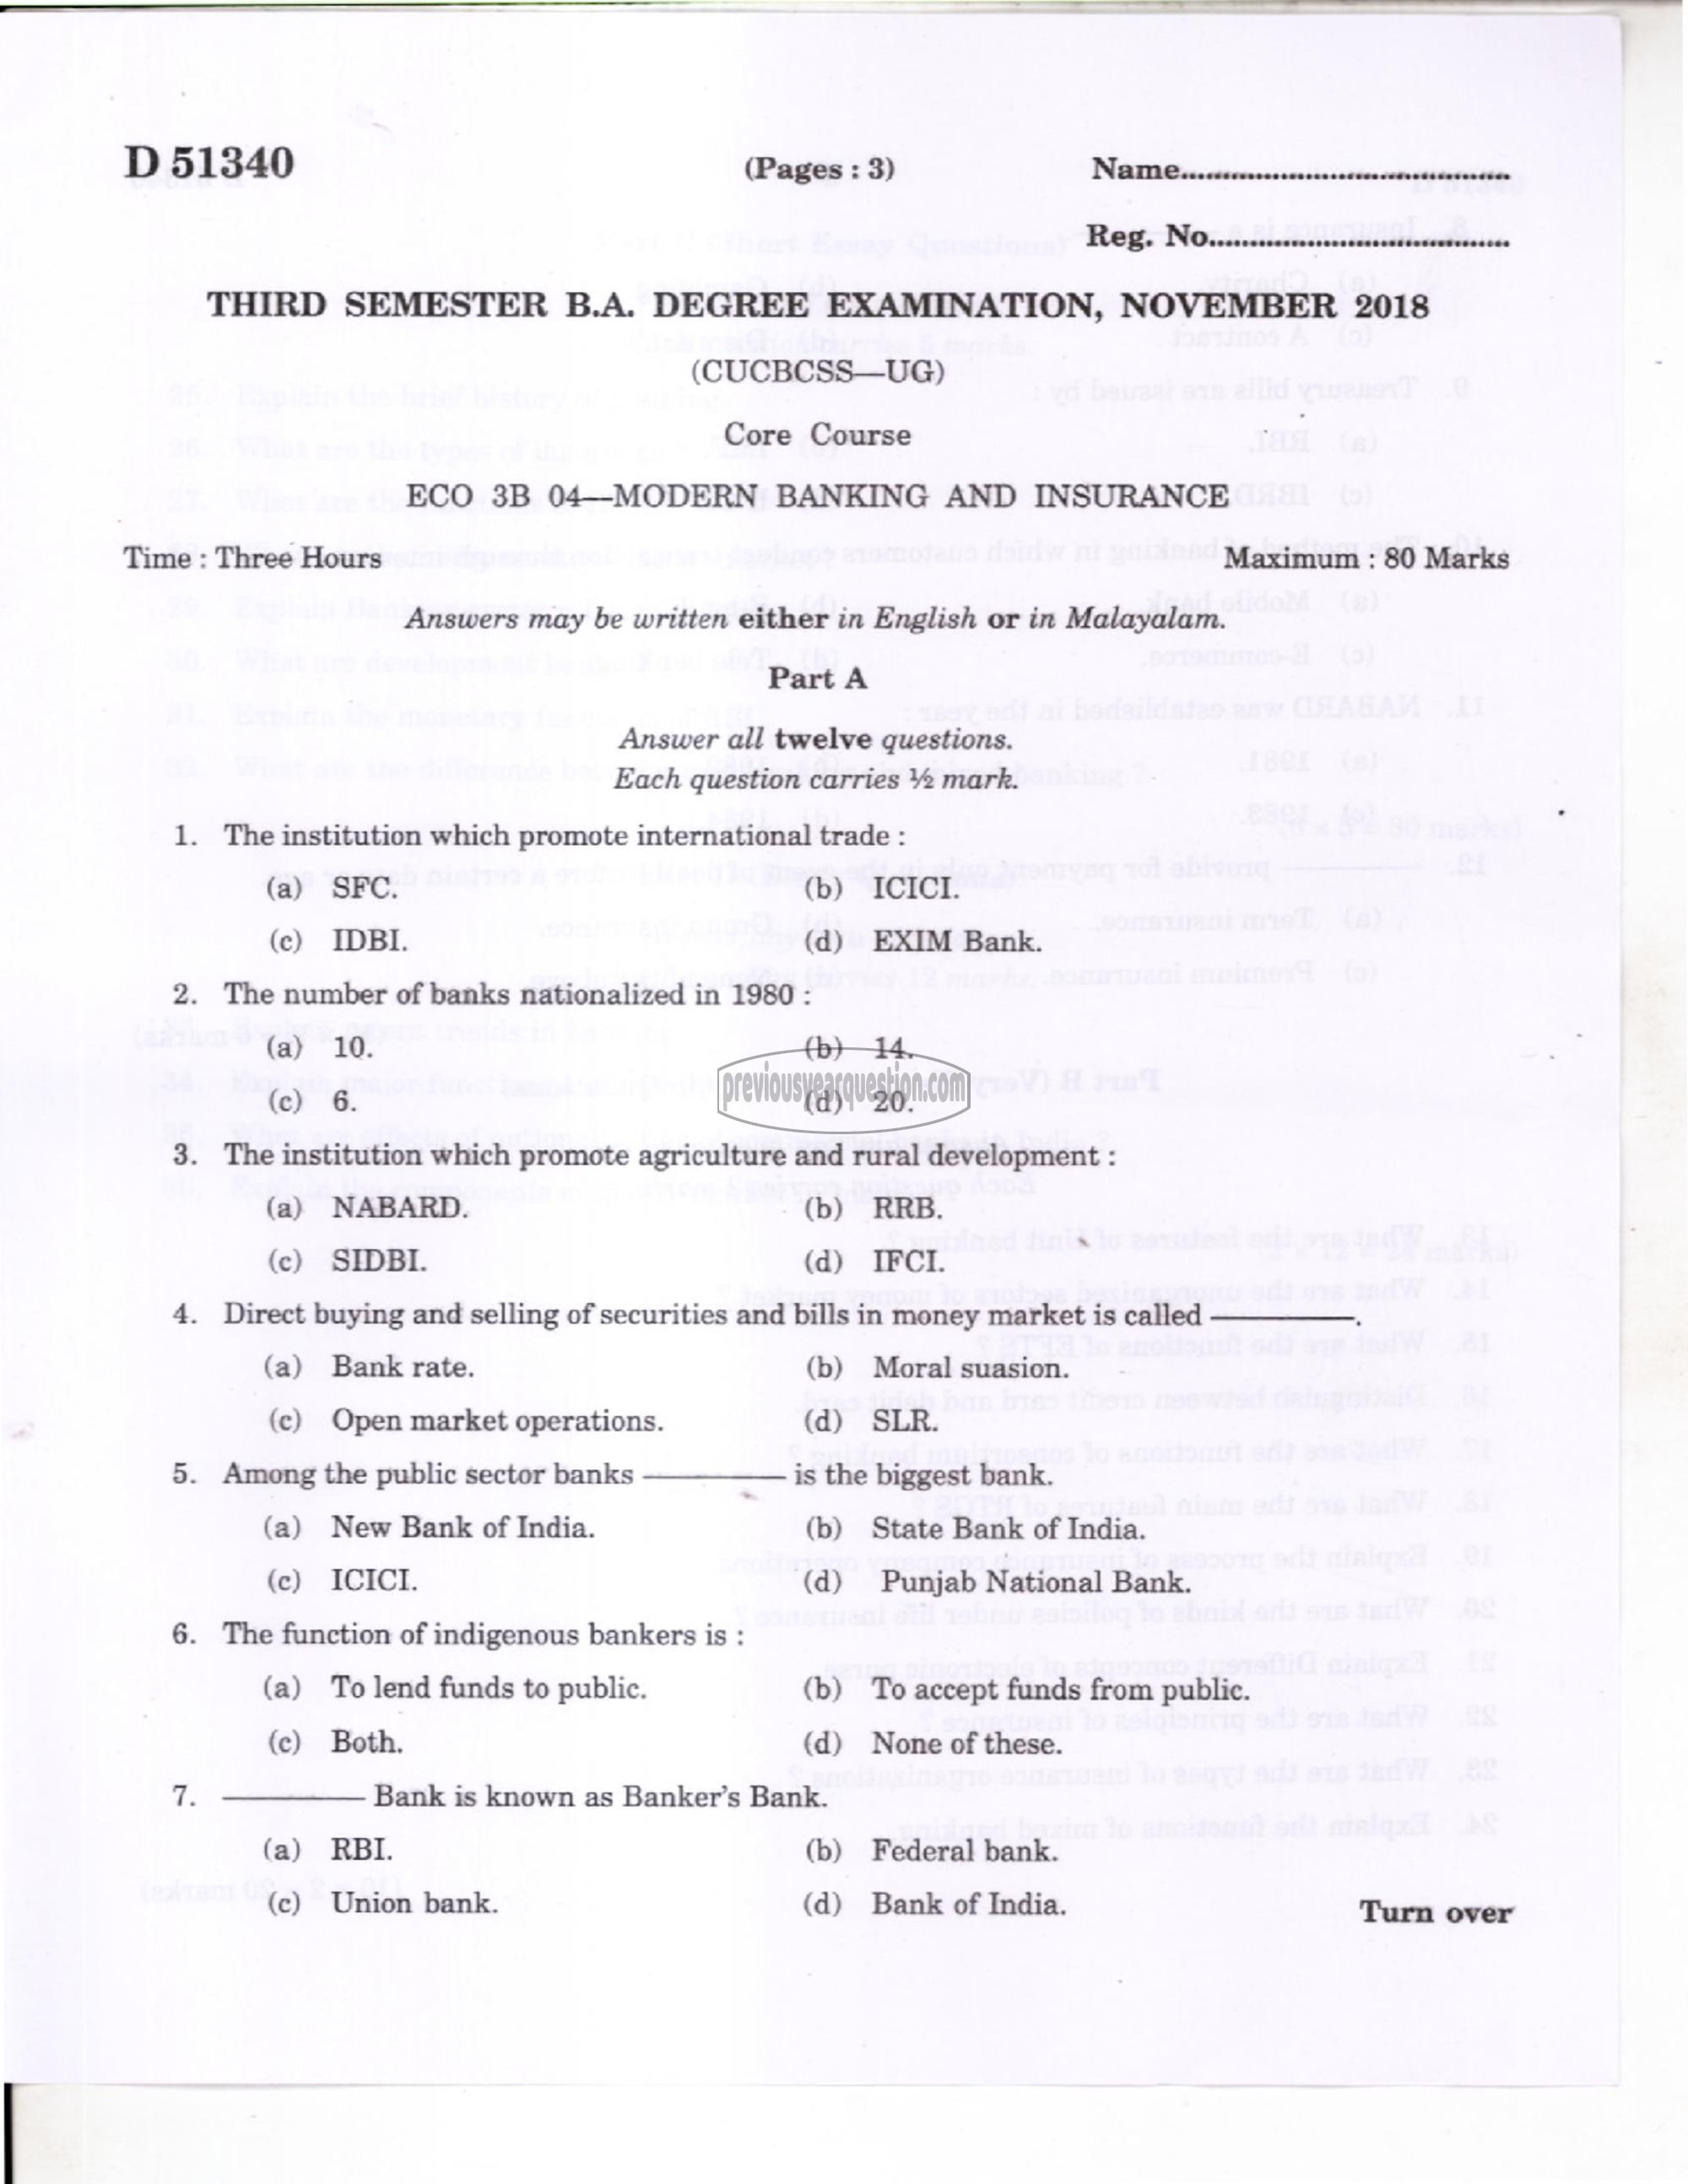 D 51340 (Pages : 3) Name
Reg. No.
THIRD SEMESTER B.A. DEGREE EXAMINATION, NOVEMBER 2018
(CUCBCSS—UG)
Core Course
ECO 3B 04—MODERN BANKING AND INSURANCE
Time : Three Hours Maximum : 80 Marks
Answers may be written either in English or in Malayalam.
Part A
Answer all twelve questions.
Each question carries ½ mark.
1. The institution which promote international trade :
(a) SFC. (b) ICICI.
(c) IDBI. (d) EXIM Bank.
2. The number of banks nationalized in 1980 :
(a) 10. (b) 14.
previousyearquestion.com
(c) 6. (d) 20.
3. The institution which promote agriculture and rural development :
(a) NABARD. (b) RRB.
(c) SIDBI. (d) IFCI.
4. Direct buying and selling of securities and bills in money market is called ————.
(a) Bank rate. (b) Moral suasion.
(c) Open market operations. (d) SLR.
5. Among the public sector banks ———— is the biggest bank.
(a) New Bank of India. (b) State Bank of India.
(c) ICICI. (d) Punjab National Bank.
6. The function of indigenous bankers is :
(a) To lend funds to public. (b) To accept funds from public.
(c) Both. (d) None of these.
7. ———— Bank is known as Banker's Bank.
(a) RBI. (b) Federal bank.
(c) Union bank. (d) Bank of India.
Turn over